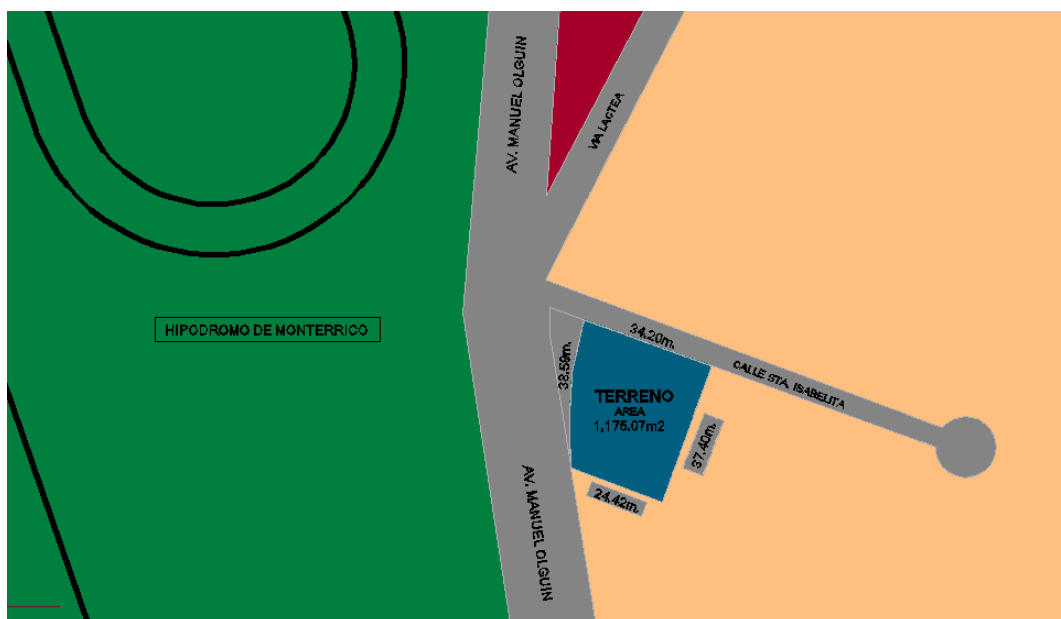 AV. MANUEL OLGUIN
VIA LACTEA
HIPODROMO DE MONTERRICO
34.20m.
38.59m.
CALLE STA. ISABELITA
TERRENO
AREA
1,175.07m2
37.40m.
24.42m.
AV. MANUEL OLGUIN